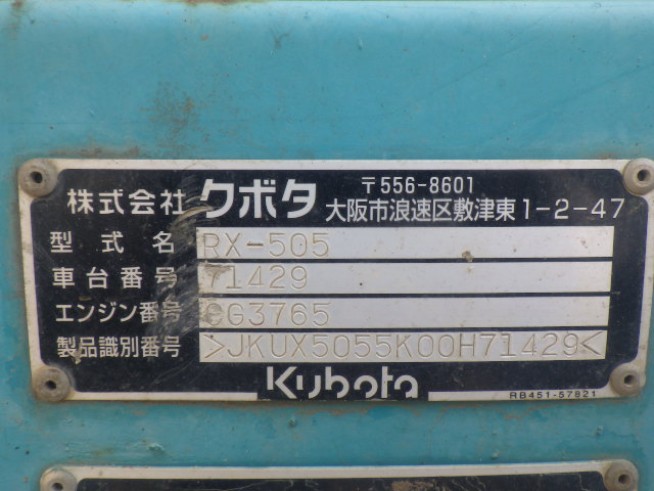 株式会社 クボタ 〒556-8601
大阪市浪速区敷津東1-2-47
型式名 RX-505
車台番号 71429
エンジン番号 CG3765
製品識別番号 >JKUX5055K00H71429<
Kubota RB451-57821